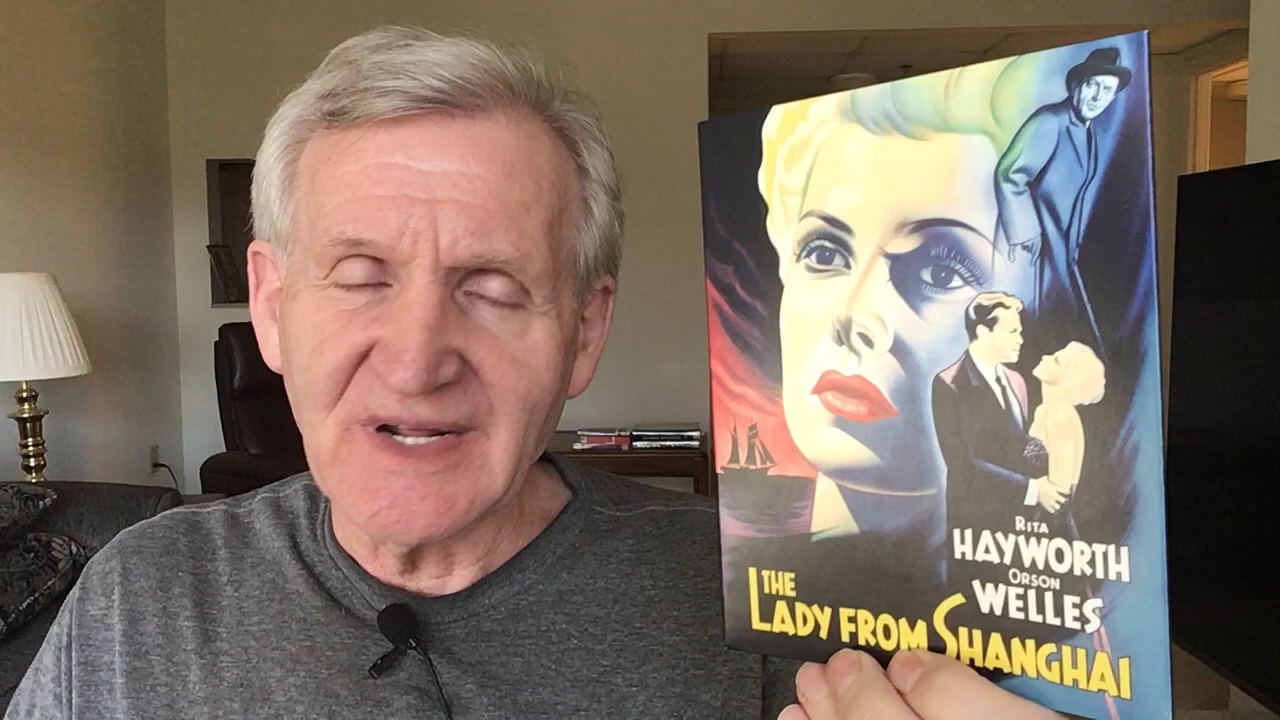 RITA
HAYWORTH
ORSON
WELLES
THE
LADY FROM SHANGHAI